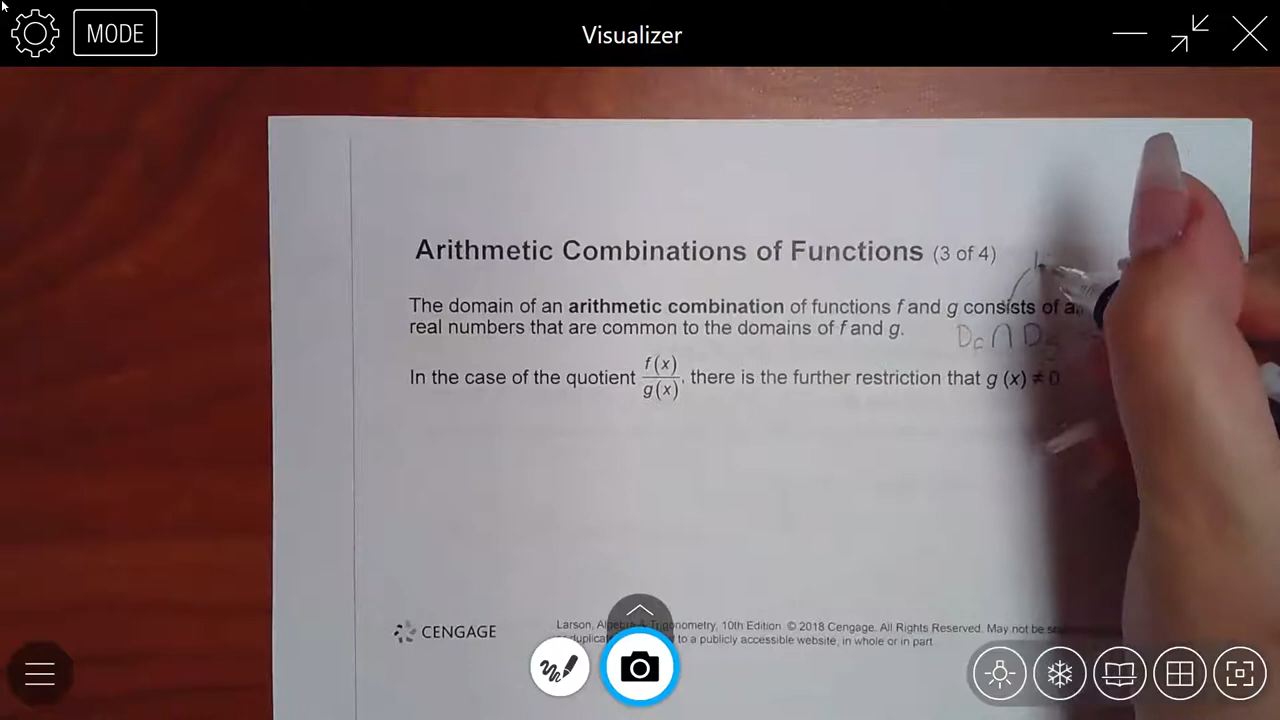 MODE
Visualizer
Arithmetic Combinations of Functions (3 of 4)
The domain of an arithmetic combination of functions f and g consists of
real numbers that are common to the domains of f and g.
D_f ∩ D_g
In the case of the quotient f(x)/g(x), there is the further restriction that g (x) ≠ 0
CENGAGE
Larson, Algebra & Trigonometry, 10th Edition. © 2018 Cengage. All Rights Reserved. May not be
to a publicly accessible website, in whole or in part.